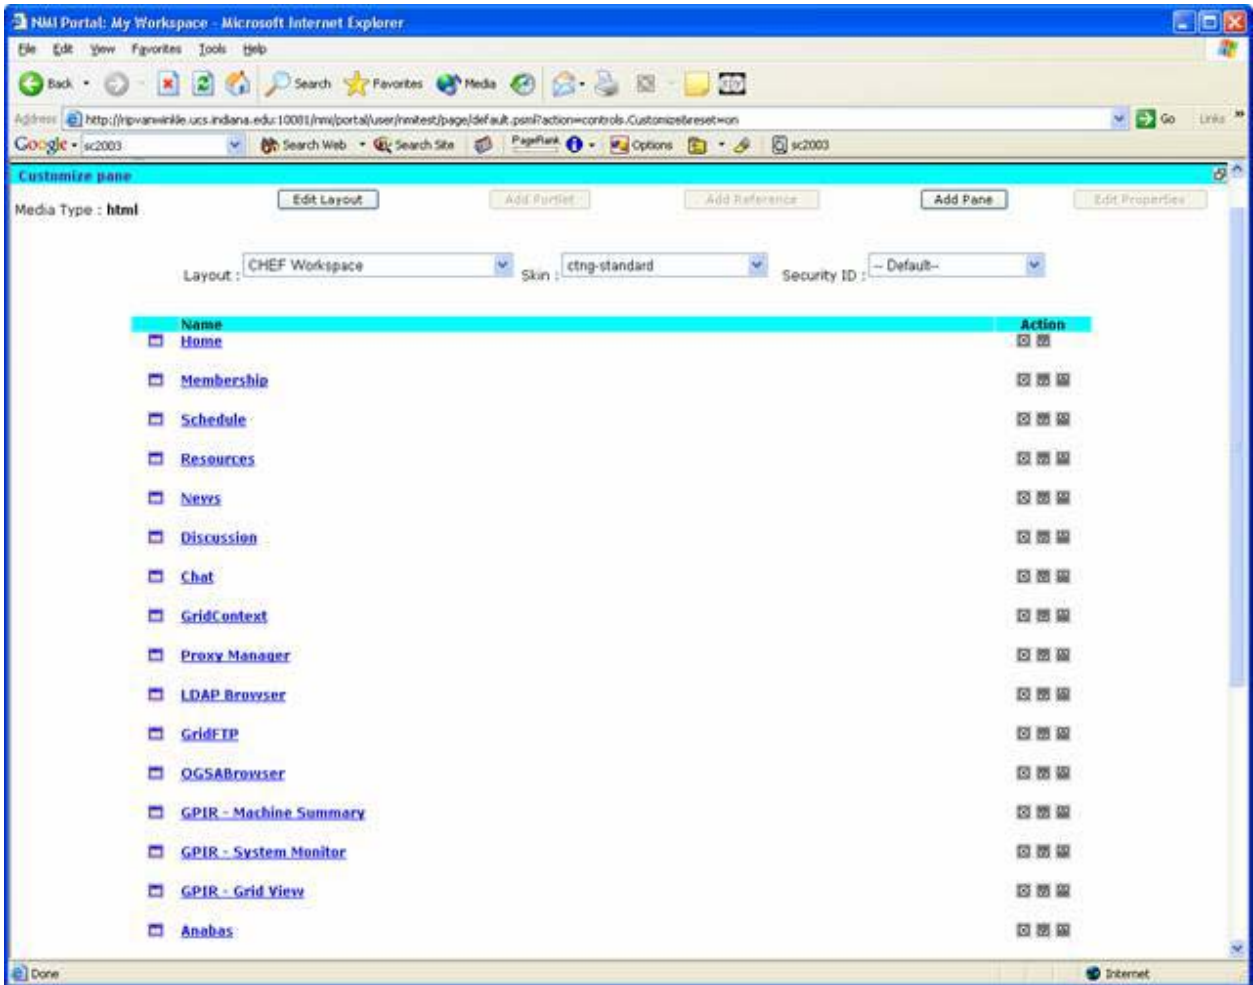 NMI Portal: My Workspace - Microsoft Internet Explorer
File Edit View Favorites Tools Help
Back Search Favorites Media
Address http://ripvanwinkle.ucs.indiana.edu:10081/nmi/portal/user/nmitest/page/default.psml?action=controls.Customize&reset=on Go Links »
Google sc2003 Search Web Search Site PageRank Options sc2003
Customize pane
Media Type : html Edit Layout Add Portlet Add Reference Add Pane Edit Properties
Layout : CHEF Workspace Skin : ctng-standard Security ID : -- Default--
Name Action
Home
Membership
Schedule
Resources
News
Discussion
Chat
GridContext
Proxy Manager
LDAP Browser
GridFTP
OGSABrowser
GPIR - Machine Summary
GPIR - System Monitor
GPIR - Grid View
Anabas
Done Internet